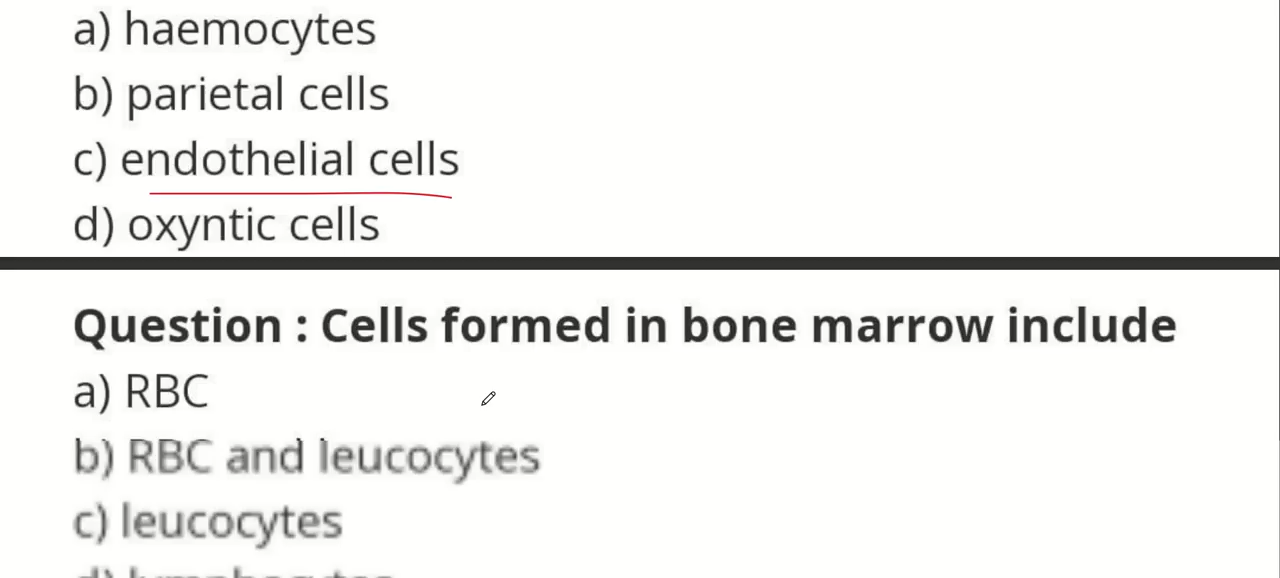 a) haemocytes
b) parietal cells
c) endothelial cells
d) oxyntic cells
Question : Cells formed in bone marrow include
a) RBC
b) RBC and leucocytes
c) leucocytes